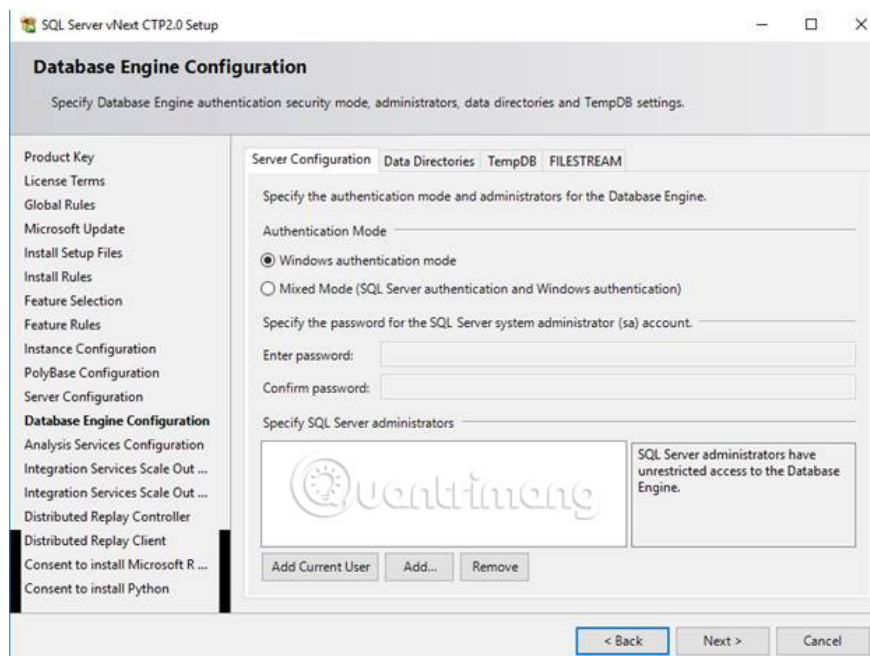 SQL Server vNext CTP2.0 Setup
Database Engine Configuration
Specify Database Engine authentication security mode, administrators, data directories and TempDB settings.
Product Key
License Terms
Global Rules
Microsoft Update
Install Setup Files
Install Rules
Feature Selection
Feature Rules
Instance Configuration
PolyBase Configuration
Server Configuration
Database Engine Configuration
Analysis Services Configuration
Integration Services Scale Out ...
Integration Services Scale Out ...
Distributed Replay Controller
Distributed Replay Client
Consent to install Microsoft R ...
Consent to install Python
Server Configuration Data Directories TempDB FILESTREAM
Specify the authentication mode and administrators for the Database Engine.
Authentication Mode
Windows authentication mode
Mixed Mode (SQL Server authentication and Windows authentication)
Specify the password for the SQL Server system administrator (sa) account.
Enter password:
Confirm password:
Specify SQL Server administrators
SQL Server administrators have
unrestricted access to the Database
Engine.
Quantrimang
Add Current User Add... Remove
< Back Next > Cancel